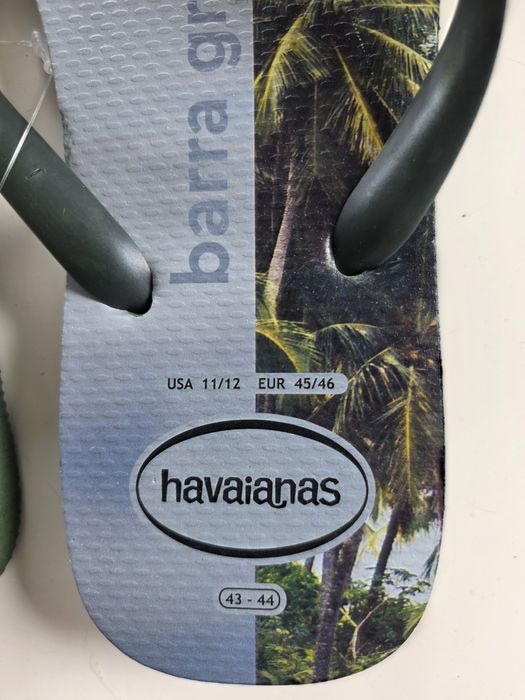 barra gr
USA 11/12 EUR 45/46
havaianas
43 - 44